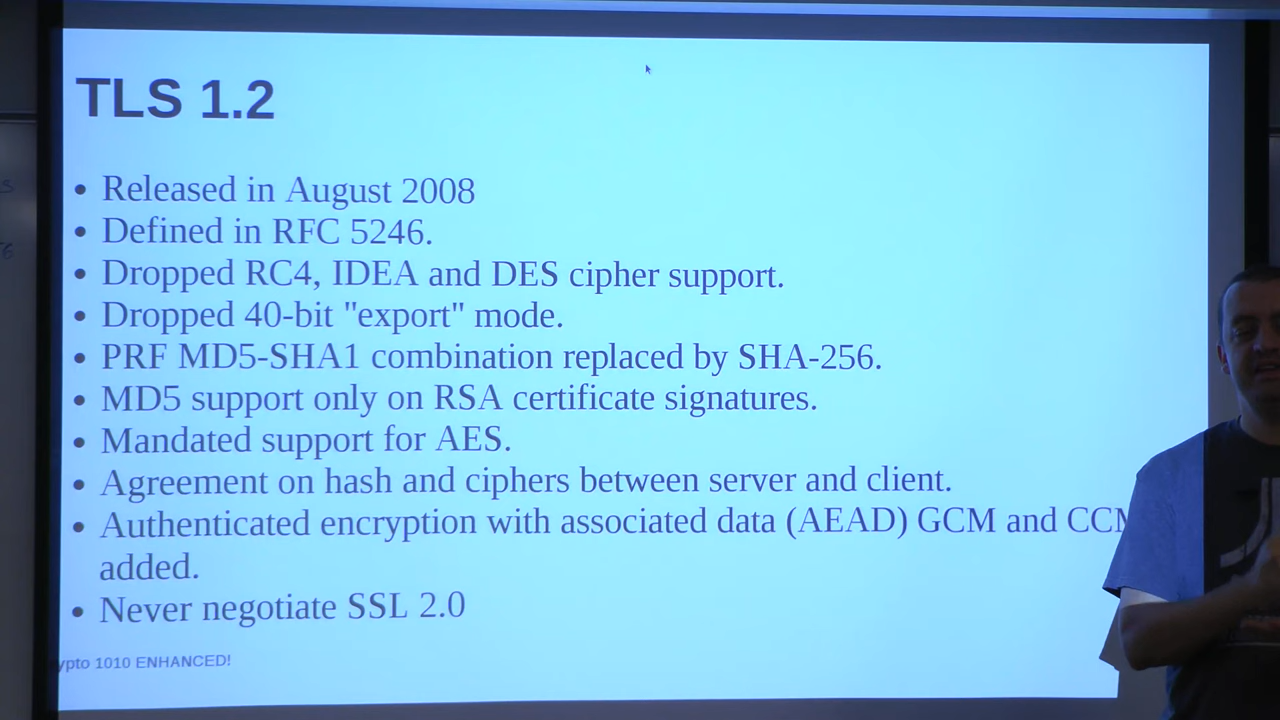 TLS 1.2
• Released in August 2008
• Defined in RFC 5246.
• Dropped RC4, IDEA and DES cipher support.
• Dropped 40-bit "export" mode.
• PRF MD5-SHA1 combination replaced by SHA-256.
• MD5 support only on RSA certificate signatures.
• Mandated support for AES.
• Agreement on hash and ciphers between server and client.
• Authenticated encryption with associated data (AEAD) GCM and CCM
added.
• Never negotiate SSL 2.0
ypto 1010 ENHANCED!